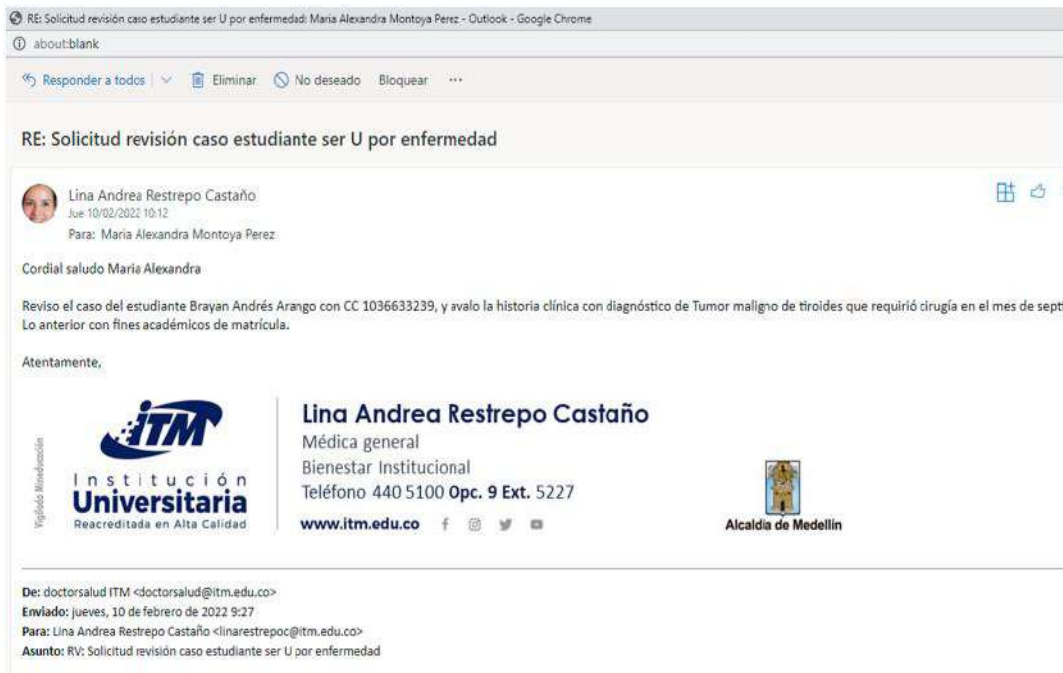 RE: Solicitud revisión caso estudiante ser U por enfermedad: Maria Alexandra Montoya Perez - Outlook - Google Chrome
about:blank
Responder a todos Eliminar No deseado Bloquear ...
RE: Solicitud revisión caso estudiante ser U por enfermedad
Lina Andrea Restrepo Castaño
Jue 10/02/2022 10:12
Para: Maria Alexandra Montoya Perez
Cordial saludo Maria Alexandra
Reviso el caso del estudiante Brayan Andrés Arango con CC 1036633239, y avalo la historia clínica con diagnóstico de Tumor maligno de tiroides que requirió cirugía en el mes de septi
Lo anterior con fines académicos de matrícula.
Atentamente,
Vigilada Mineducación
iTM
Institución
Universitaria
Reacreditada en Alta Calidad
Lina Andrea Restrepo Castaño
Médica general
Bienestar Institucional
Teléfono 440 5100 Opc. 9 Ext. 5227
www.itm.edu.co
Alcaldía de Medellín
De: doctorsalud ITM <doctorsalud@itm.edu.co>
Enviado: jueves, 10 de febrero de 2022 9:27
Para: Lina Andrea Restrepo Castaño <linarestrepoc@itm.edu.co>
Asunto: RV: Solicitud revisión caso estudiante ser U por enfermedad